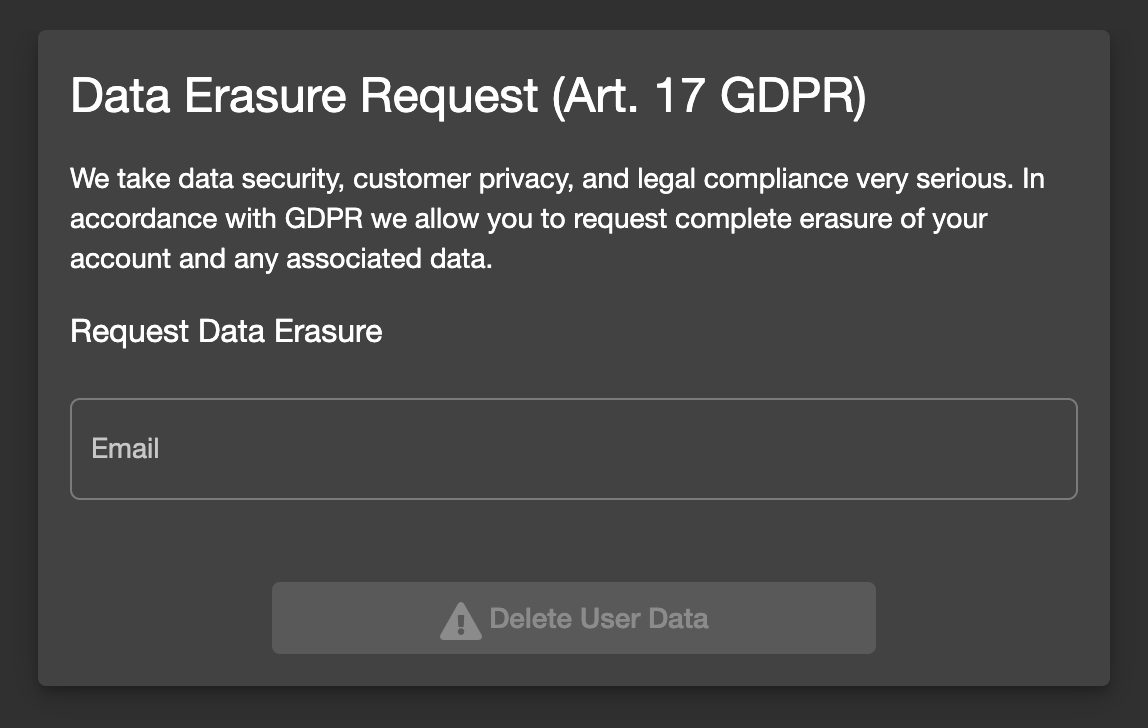 Data Erasure Request (Art. 17 GDPR)
We take data security, customer privacy, and legal compliance very serious. In
accordance with GDPR we allow you to request complete erasure of your
account and any associated data.
Request Data Erasure
Email
Delete User Data